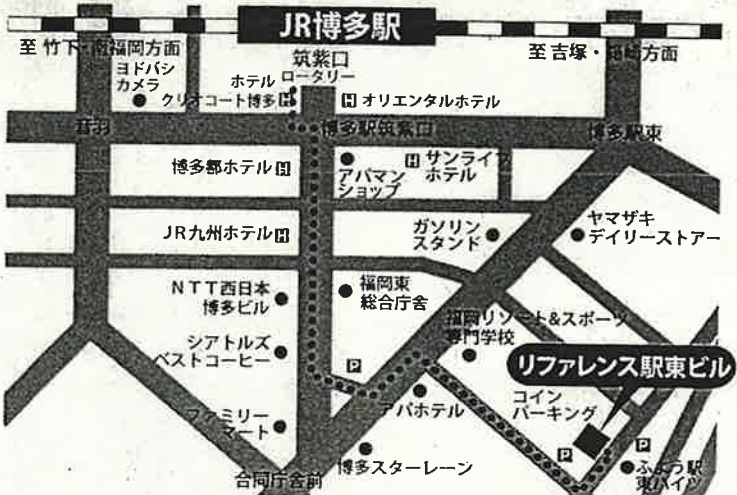 JR博多駅
至 竹下・南福岡方面
至 吉塚・箱崎方面
筑紫口
ロータリー
ヨドバシ
カメラ
ホテル
クリオコート博多 H
H オリエンタルホテル
音羽
博多駅筑紫口
博多駅東
博多都ホテル H
アパマン
ショップ
H サンライフ
ホテル
JR九州ホテル H
ガソリン
スタンド
ヤマザキ
デイリーストアー
NTT西日本
博多ビル
福岡東
総合庁舎
福岡リゾート&スポーツ
専門学校
シアトルズ
ベストコーヒー
P
リファレンス駅東ビル
アパホテル
コイン
パーキング
ファミリー
マート
P
P
合同庁舎前
博多スターレーン
ふよう駅
東ハイツ